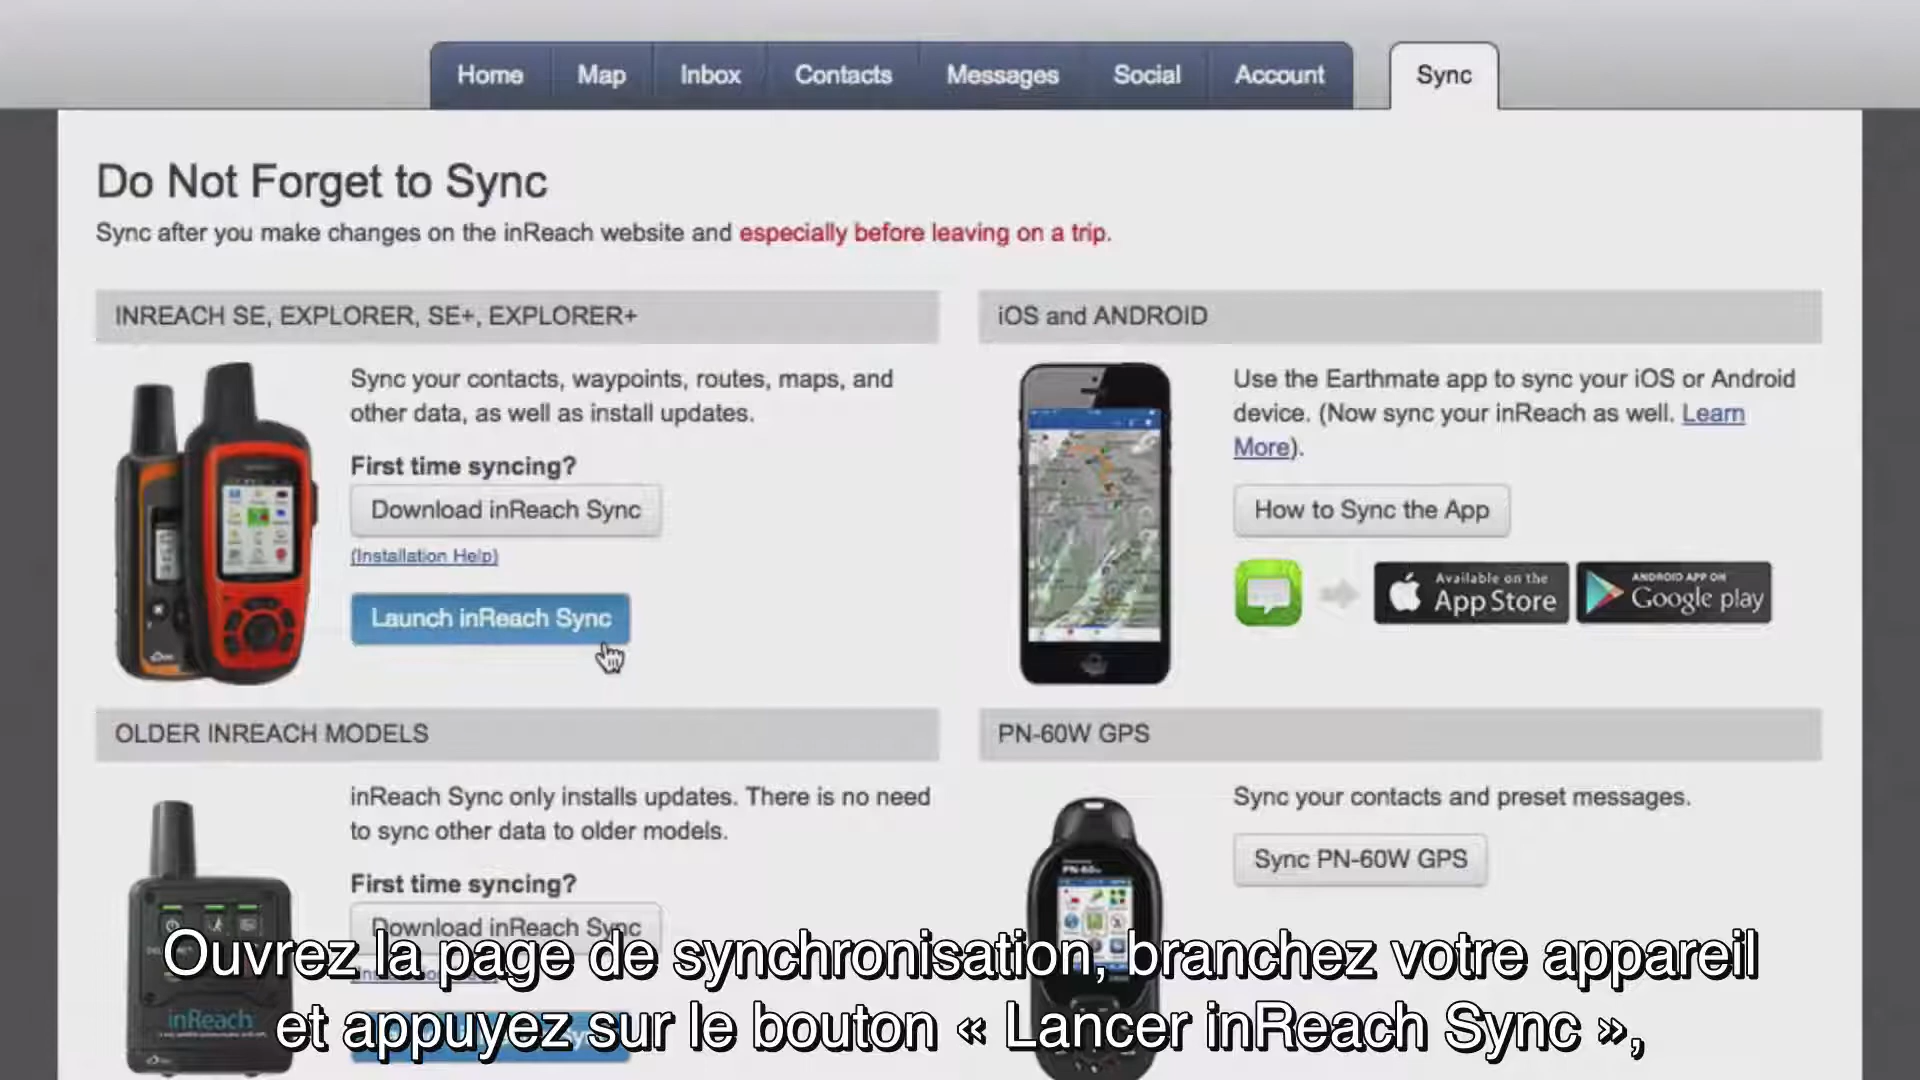 Home Map Inbox Contacts Messages Social Account Sync
Do Not Forget to Sync
Sync after you make changes on the inReach website and especially before leaving on a trip.
INREACH SE, EXPLORER, SE+, EXPLORER+
Sync your contacts, waypoints, routes, maps, and
other data, as well as install updates.
First time syncing?
Download inReach Sync
(Installation Help)
Launch inReach Sync
iOS and ANDROID
Use the Earthmate app to sync your iOS or Android
device. (Now sync your inReach as well. Learn
More).
How to Sync the App
Available on the
App Store
ANDROID APP ON
Google play
OLDER INREACH MODELS
inReach Sync only installs updates. There is no need
to sync other data to older models.
First time syncing?
Download inReach Sync
inReach
PN-60W GPS
Sync your contacts and preset messages.
Sync PN-60W GPS
PN-60w
Ouvrez la page de synchronisation, branchez votre appareil
et appuyez sur le bouton « Lancer inReach Sync »,